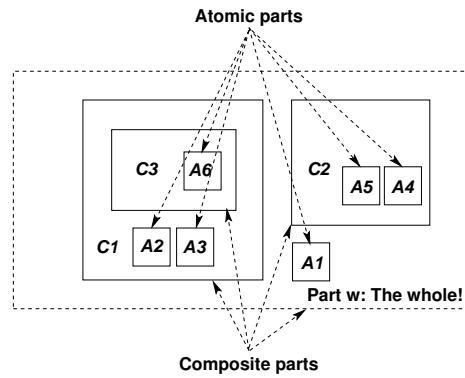 Atomic parts
C3
A6
C2
A5
A4
C1
A2
A3
A1
Part w: The whole!
Composite parts